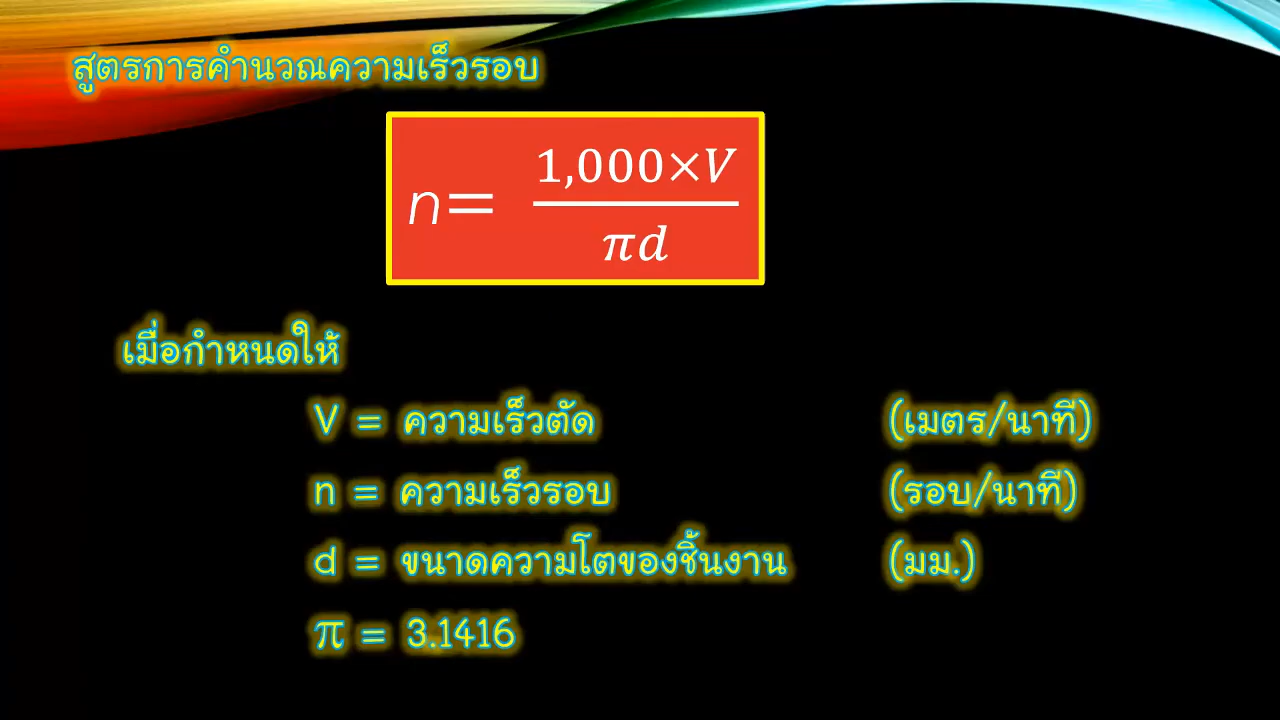 สูตรการคำนวณความเร็วรอบ
n= 1,000×V
πd
เมื่อกำหนดให้
V = ความเร็วตัด (เมตร/นาที)
n = ความเร็วรอบ (รอบ/นาที)
d = ขนาดความโตของชิ้นงาน (มม.)
π = 3.1416